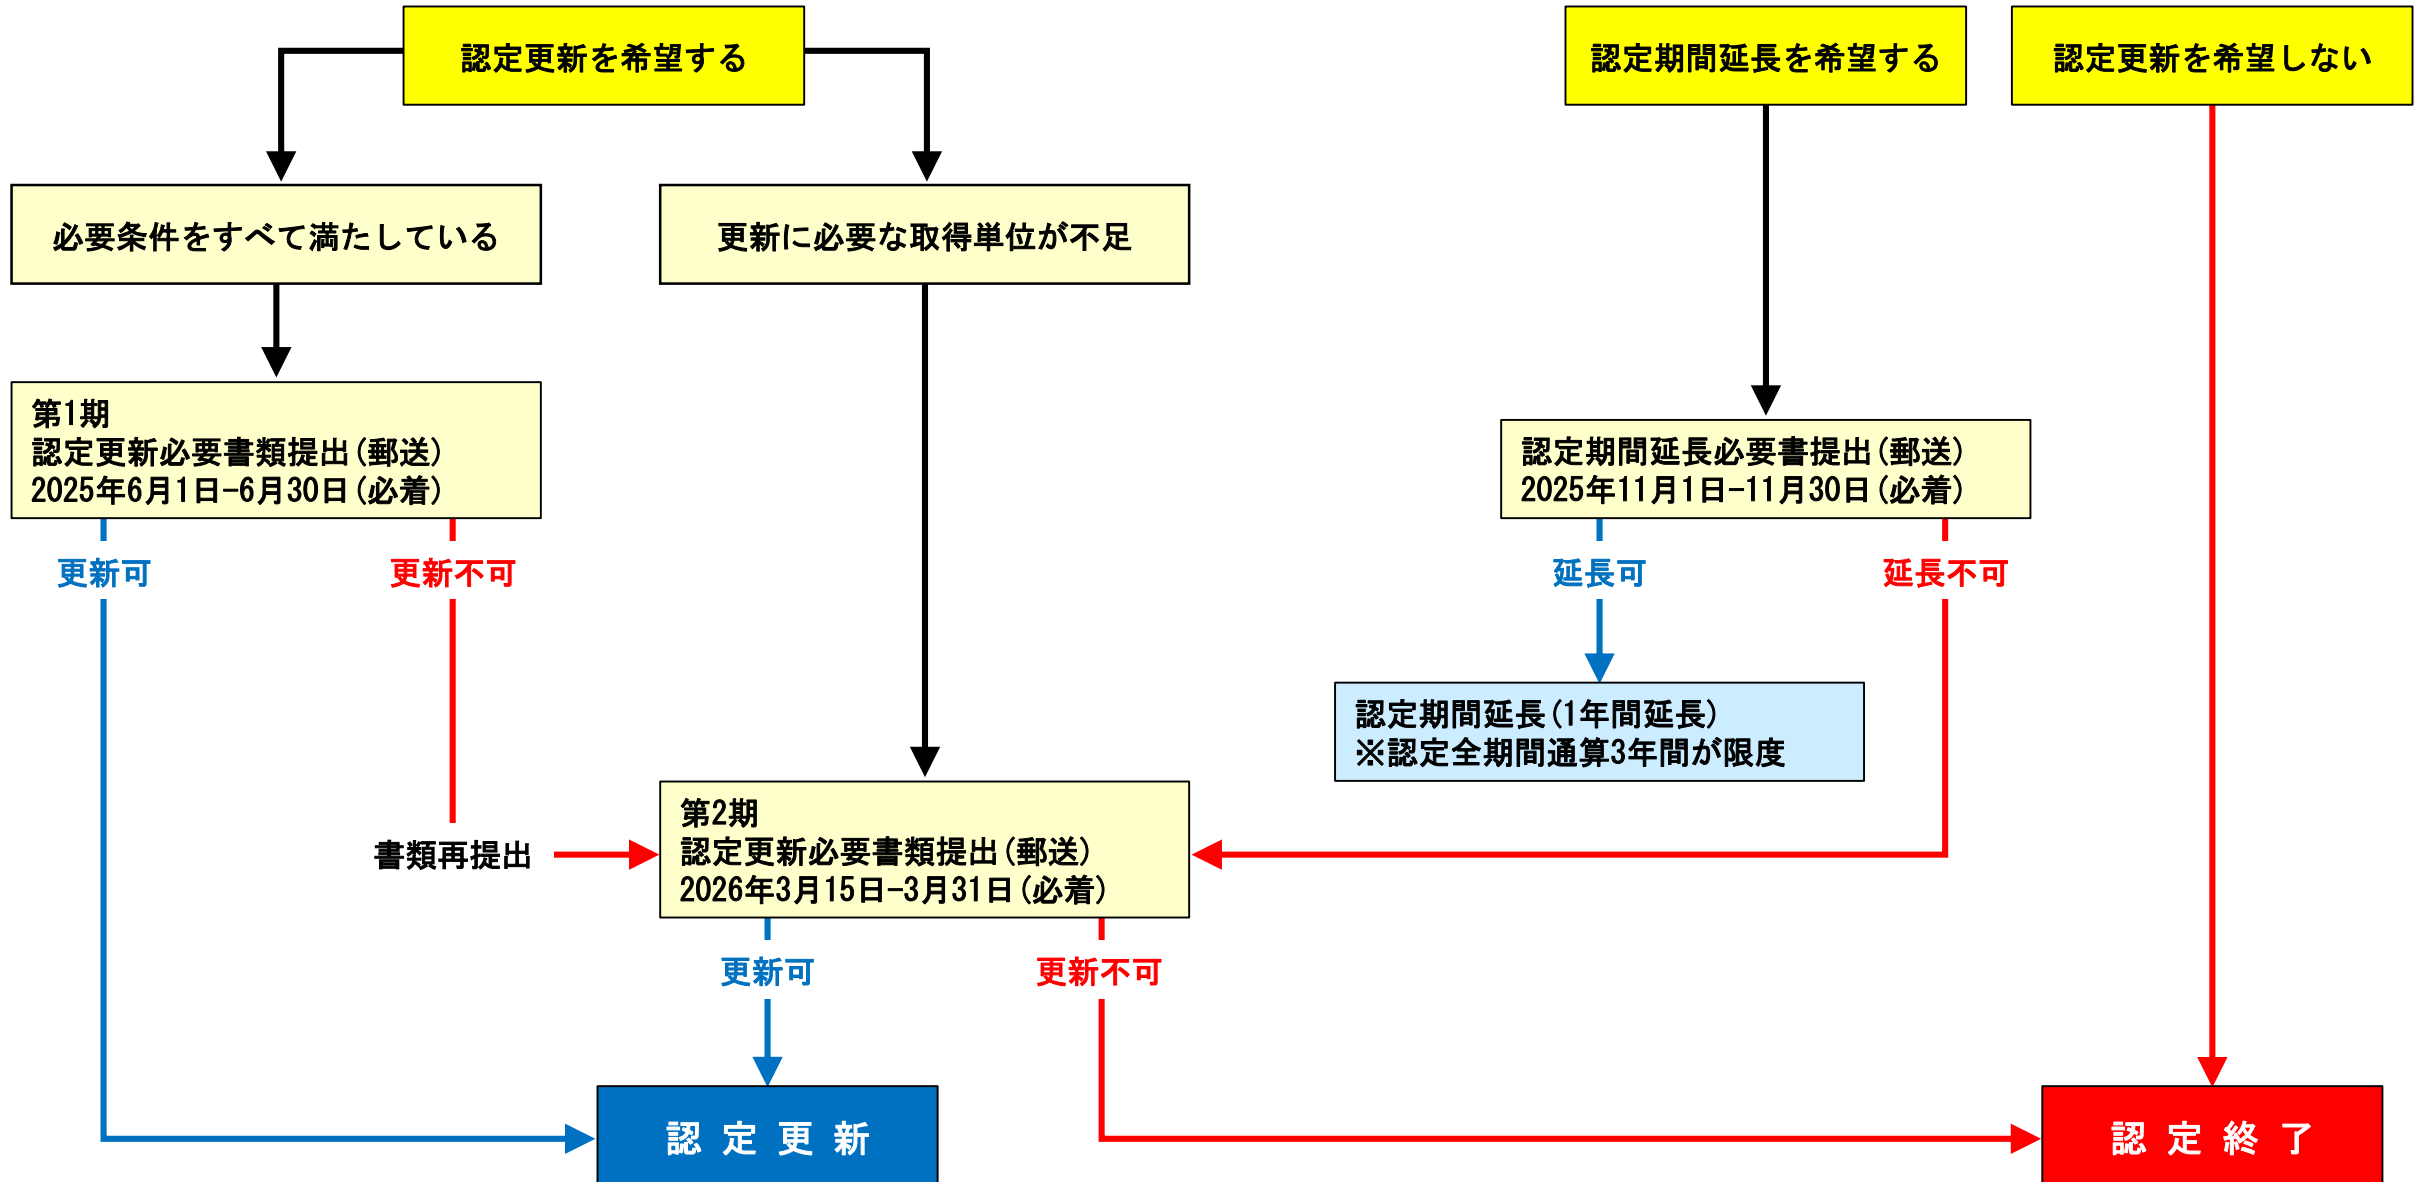 認定更新を希望する
認定期間延長を希望する
認定更新を希望しない
必要条件をすべて満たしている
更新に必要な取得単位が不足
第1期
認定更新必要書類提出(郵送)
2025年6月1日-6月30日(必着)
認定期間延長必要書提出(郵送)
2025年11月1日-11月30日(必着)
更新可
更新不可
延長可
延長不可
認定期間延長(1年間延長)
※認定全期間通算3年間が限度
書類再提出
第2期
認定更新必要書類提出(郵送)
2026年3月15日-3月31日(必着)
更新可
更新不可
認定更新
認定終了